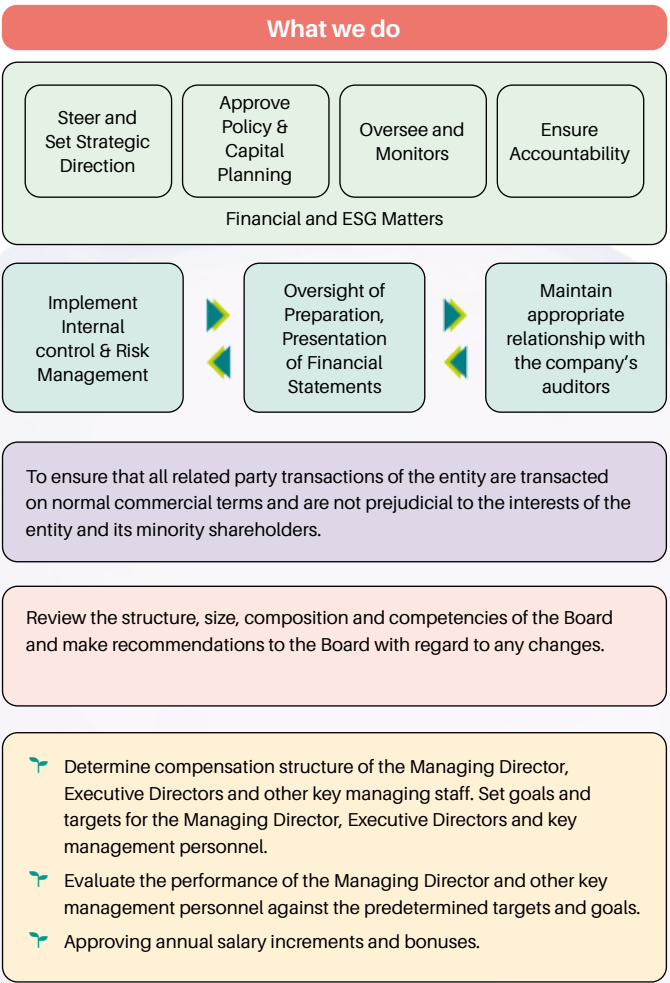 What we do
Steer and
Set Strategic
Direction
Approve
Policy &
Capital
Planning
Oversee and
Monitors
Ensure
Accountability
Financial and ESG Matters
Implement
Internal
control & Risk
Management
Oversight of
Preparation,
Presentation
of Financial
Statements
Maintain
appropriate
relationship with
the company's
auditors
To ensure that all related party transactions of the entity are transacted
on normal commercial terms and are not prejudicial to the interests of the
entity and its minority shareholders.
Review the structure, size, composition and competencies of the Board
and make recommendations to the Board with regard to any changes.
Determine compensation structure of the Managing Director,
Executive Directors and other key managing staff. Set goals and
targets for the Managing Director, Executive Directors and key
management personnel.
Evaluate the performance of the Managing Director and other key
management personnel against the predetermined targets and goals.
Approving annual salary increments and bonuses.